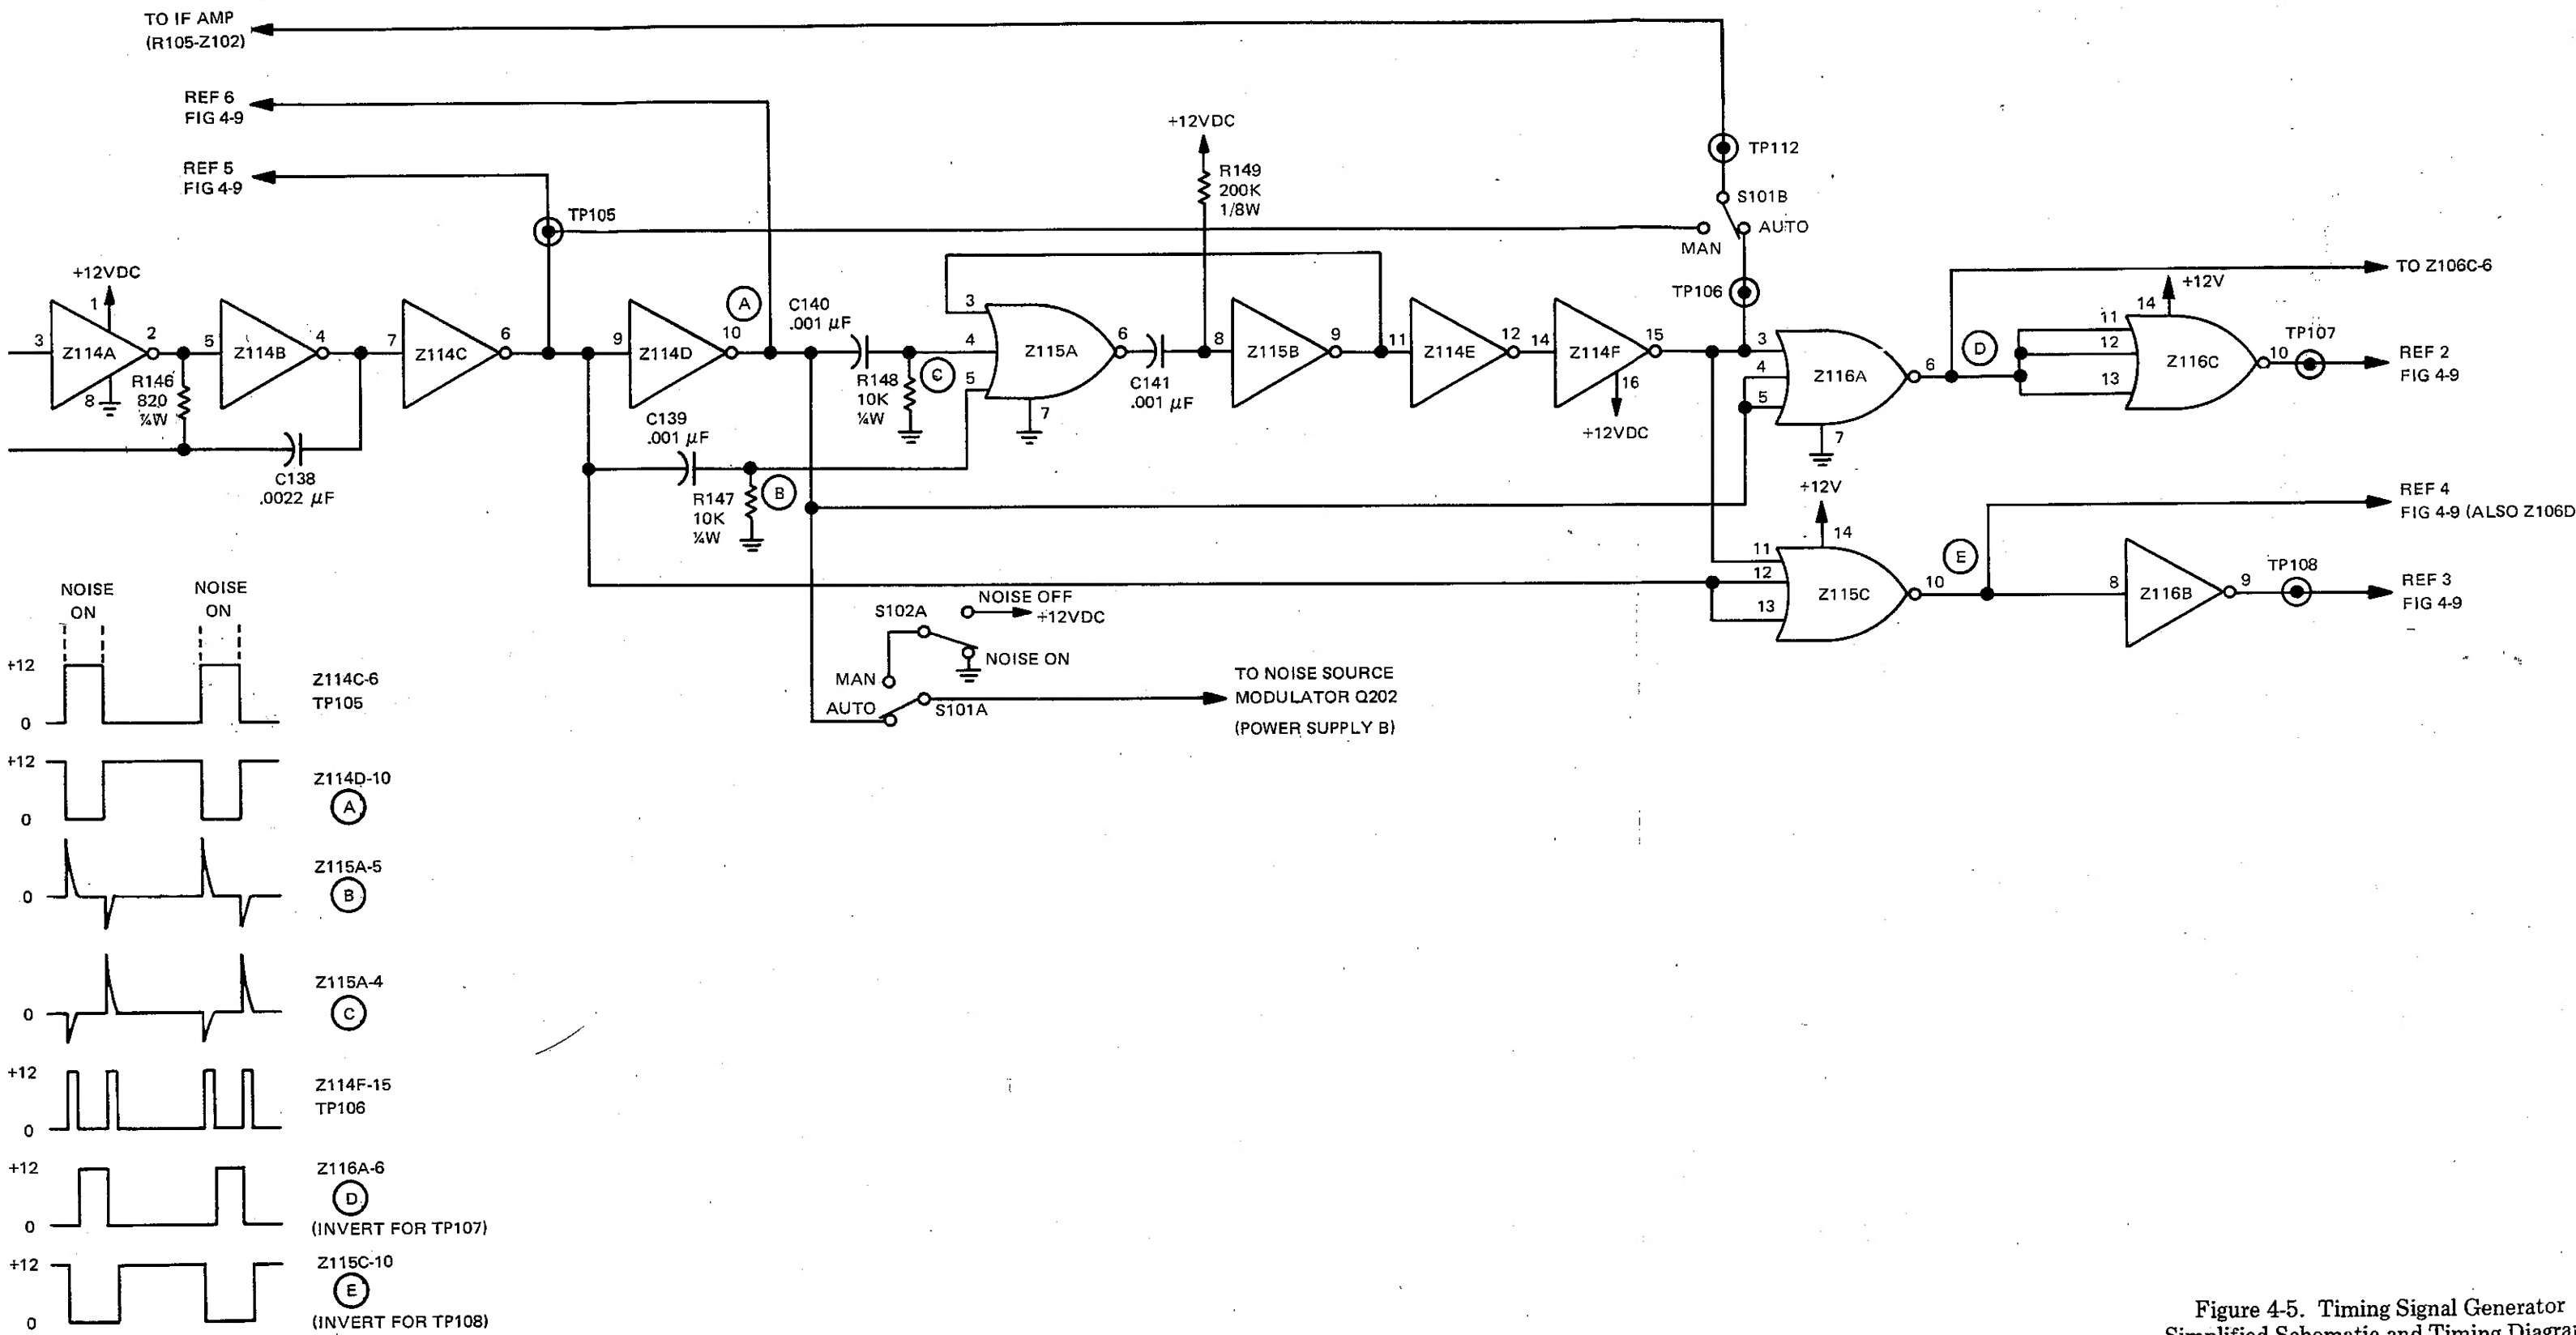 TO IF AMP
(R105-Z102)
REF 6
FIG 4-9
REF 5
FIG 4-9
TP105
+12VDC
R149
200K
1/8W
TP112
S101B
AUTO
MAN
TP106
TO Z106C-6
+12V
14
11
12
13
Z116C
10
TP107
REF 2
FIG 4-9
+12VDC
1
3
Z114A
2
8
R146
820
¼W
5
Z114B
4
C138
.0022 µF
7
Z114C
6
9
Z114D
10
A
C140
.001 µF
R148
10K
¼W
C
C139
.001 µF
R147
10K
¼W
B
3
4
5
Z115A
6
7
C141
.001 µF
8
Z115B
9
11
Z114E
12
14
Z114F
15
16
+12VDC
3
4
5
Z116A
6
7
D
+12V
14
11
12
13
Z115C
10
E
REF 4
FIG 4-9 (ALSO Z106D
8
Z116B
9
TP108
REF 3
FIG 4-9
S102A
NOISE OFF
+12VDC
NOISE ON
MAN
AUTO
S101A
TO NOISE SOURCE
MODULATOR Q202
(POWER SUPPLY B)
NOISE
ON
NOISE
ON
+12
0
Z114C-6
TP105
+12
0
Z114D-10
A
0
Z115A-5
B
0
Z115A-4
C
+12
0
Z114F-15
TP106
+12
0
Z116A-6
D
(INVERT FOR TP107)
+12
0
Z115C-10
E
(INVERT FOR TP108)
Figure 4-5. Timing Signal Generator
Simplified Schematic and Timing Diagram